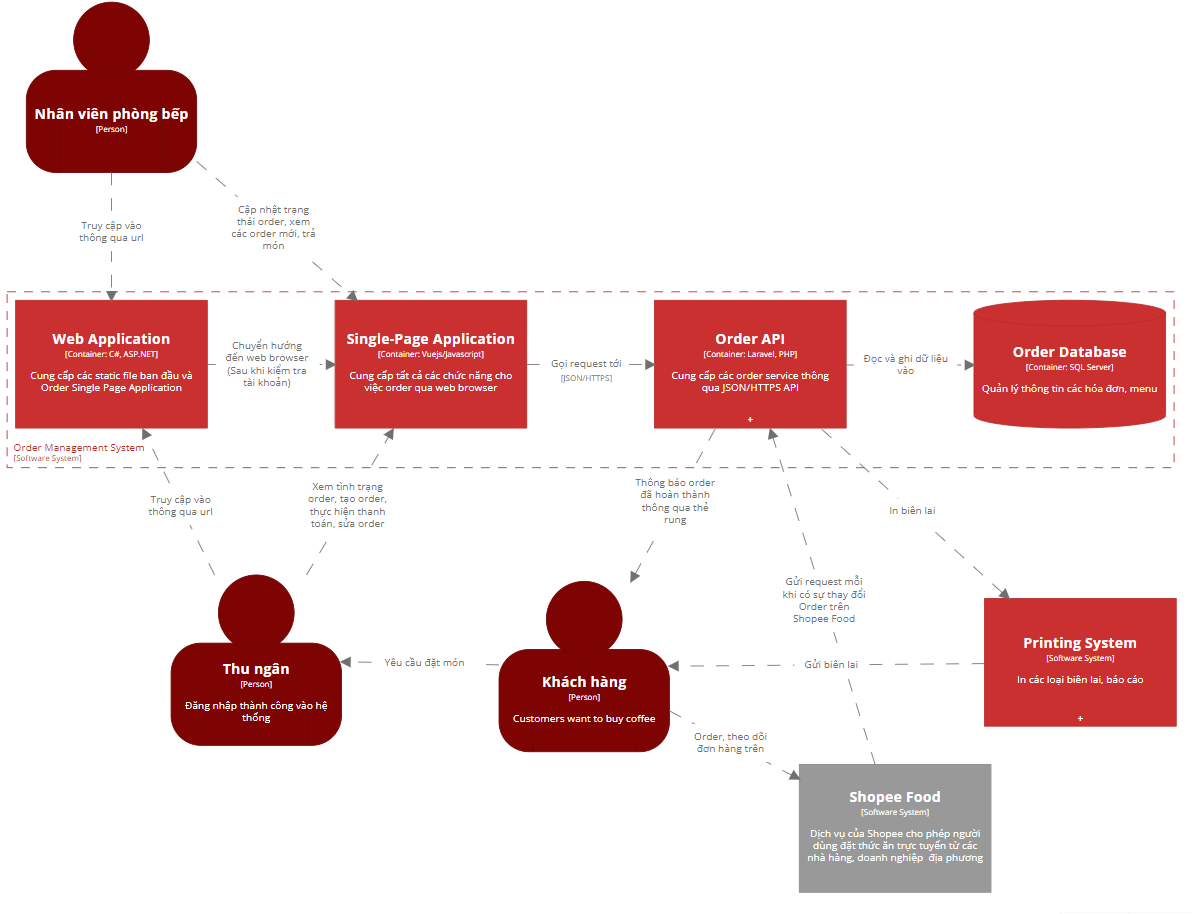 Nhân viên phòng bếp
[Person]
Truy cập vào
thông qua url
Cập nhật trạng
thái order, xem
các order mới, trả
món
Web Application
[Container: C#, ASP.NET]
Cung cấp các static file ban đầu và
Order Single Page Application
Chuyển hướng
đến web browser
(Sau khi kiểm tra
tài khoản)
Single-Page Application
[Container: Vuejs/Javascript]
Cung cấp tất cả các chức năng cho
việc order qua web browser
Gọi request tới
[JSON/HTTPS]
Order API
[Container: Laravel, PHP]
Cung cấp các order service thông
qua JSON/HTTPS API
+
Đọc và ghi dữ liệu
vào
Order Database
[Container: SQL Server]
Quản lý thông tin các hóa đơn, menu
Order Management System
[Software System]
Truy cập vào
thông qua url
Xem tình trạng
order, tạo order,
thực hiện thanh
toán, sửa order
Thông báo order
đã hoàn thành
thông qua thẻ
rung
In biên lai
Gửi request mỗi
khi có sự thay đổi
Order trên
Shopee Food
Thu ngân
[Person]
Đăng nhập thành công vào hệ
thống
Yêu cầu đặt món
Khách hàng
[Person]
Customers want to buy coffee
Gửi biên lai
Printing System
[Software System]
In các loại biên lai, báo cáo
+
Order, theo dõi
đơn hàng trên
Shopee Food
[Software System]
Dịch vụ của Shopee cho phép người
dùng đặt thức ăn trực tuyến từ các
nhà hàng, doanh nghiệp địa phương